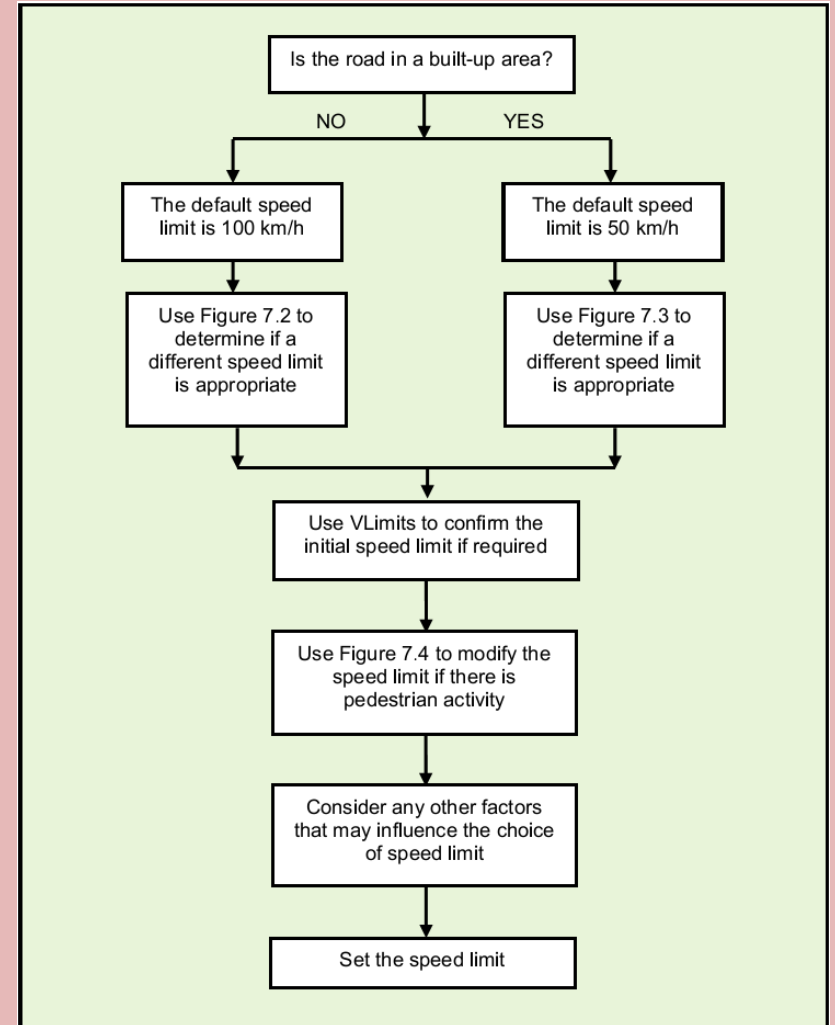 Is the road in a built-up area?
NO
YES
The default speed
limit is 100 km/h
The default speed
limit is 50 km/h
Use Figure 7.2 to
determine if a
different speed limit
is appropriate
Use Figure 7.3 to
determine if a
different speed limit
is appropriate
Use VLimits to confirm the
initial speed limit if required
Use Figure 7.4 to modify the
speed limit if there is
pedestrian activity
Consider any other factors
that may influence the choice
of speed limit
Set the speed limit